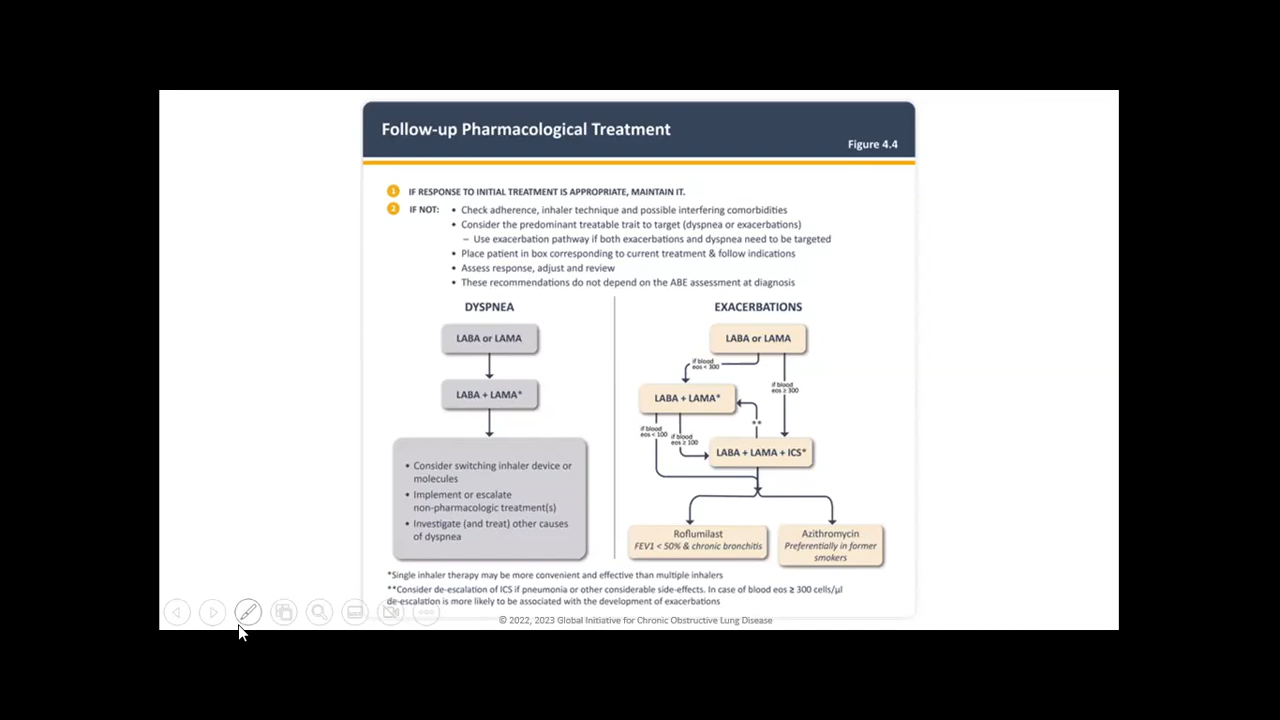 Follow-up Pharmacological Treatment
Figure 4.4
1 IF RESPONSE TO INITIAL TREATMENT IS APPROPRIATE, MAINTAIN IT.
2 IF NOT: • Check adherence, inhaler technique and possible interfering comorbidities
• Consider the predominant treatable trait to target (dyspnea or exacerbations)
– Use exacerbation pathway if both exacerbations and dyspnea need to be targeted
• Place patient in box corresponding to current treatment & follow indications
• Assess response, adjust and review
• These recommendations do not depend on the ABE assessment at diagnosis
DYSPNEA
LABA or LAMA
LABA + LAMA*
• Consider switching inhaler device or
molecules
• Implement or escalate
non-pharmacologic treatment(s)
• Investigate (and treat) other causes
of dyspnea
EXACERBATIONS
LABA or LAMA
if blood
eos < 300
if blood
eos ≥ 300
LABA + LAMA*
**
if blood
eos < 100
if blood
eos ≥ 100
LABA + LAMA + ICS*
Roflumilast
FEV1 < 50% & chronic bronchitis
Azithromycin
Preferentially in former
smokers
*Single inhaler therapy may be more convenient and effective than multiple inhalers
**Consider de-escalation of ICS if pneumonia or other considerable side-effects. In case of blood eos ≥ 300 cells/µl
de-escalation is more likely to be associated with the development of exacerbations
© 2022, 2023 Global Initiative for Chronic Obstructive Lung Disease